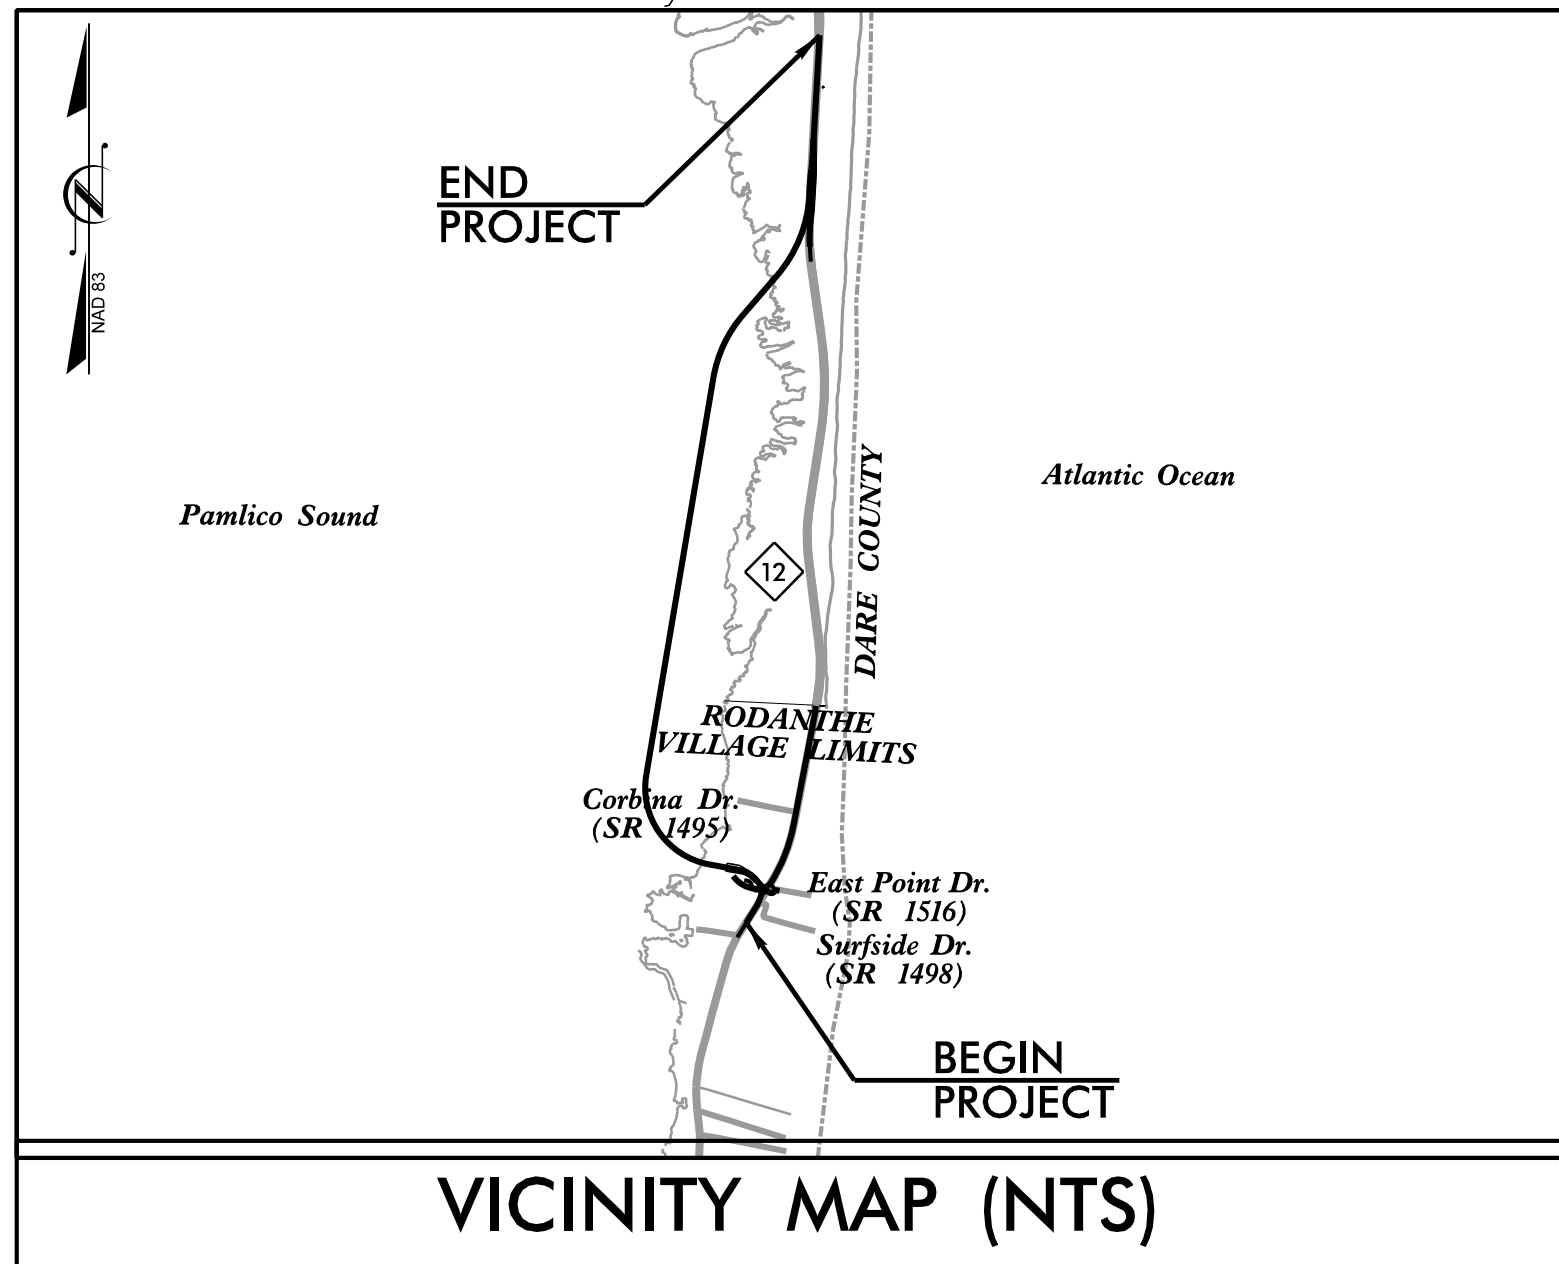 END
PROJECT
NAD 83
Atlantic Ocean
Pamlico Sound
DARE COUNTY
12
RODANTHE
VILLAGE LIMITS
Corbina Dr.
(SR 1495)
East Point Dr.
(SR 1516)
Surfside Dr.
(SR 1498)
BEGIN
PROJECT
VICINITY MAP (NTS)